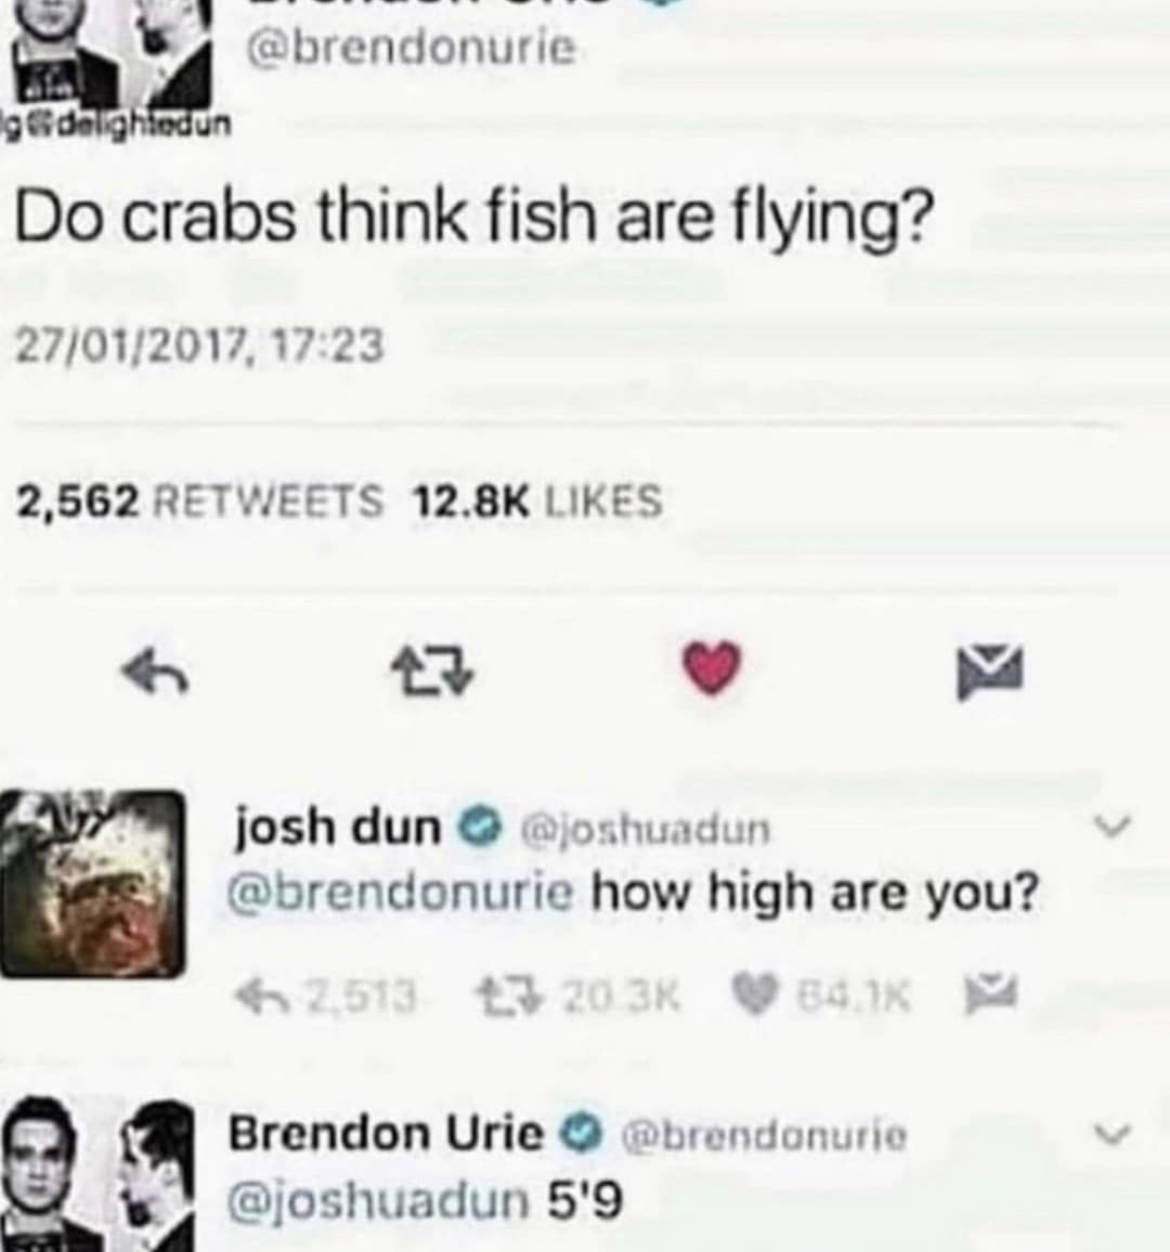 @brendonurie
ig@delightedun
Do crabs think fish are flying?
27/01/2017, 17:23
2,562 RETWEETS 12.8K LIKES
josh dun @joshuadun
@brendonurie how high are you?
2,513 20.3K 64.1K
Brendon Urie @brendonurie
@joshuadun 5'9